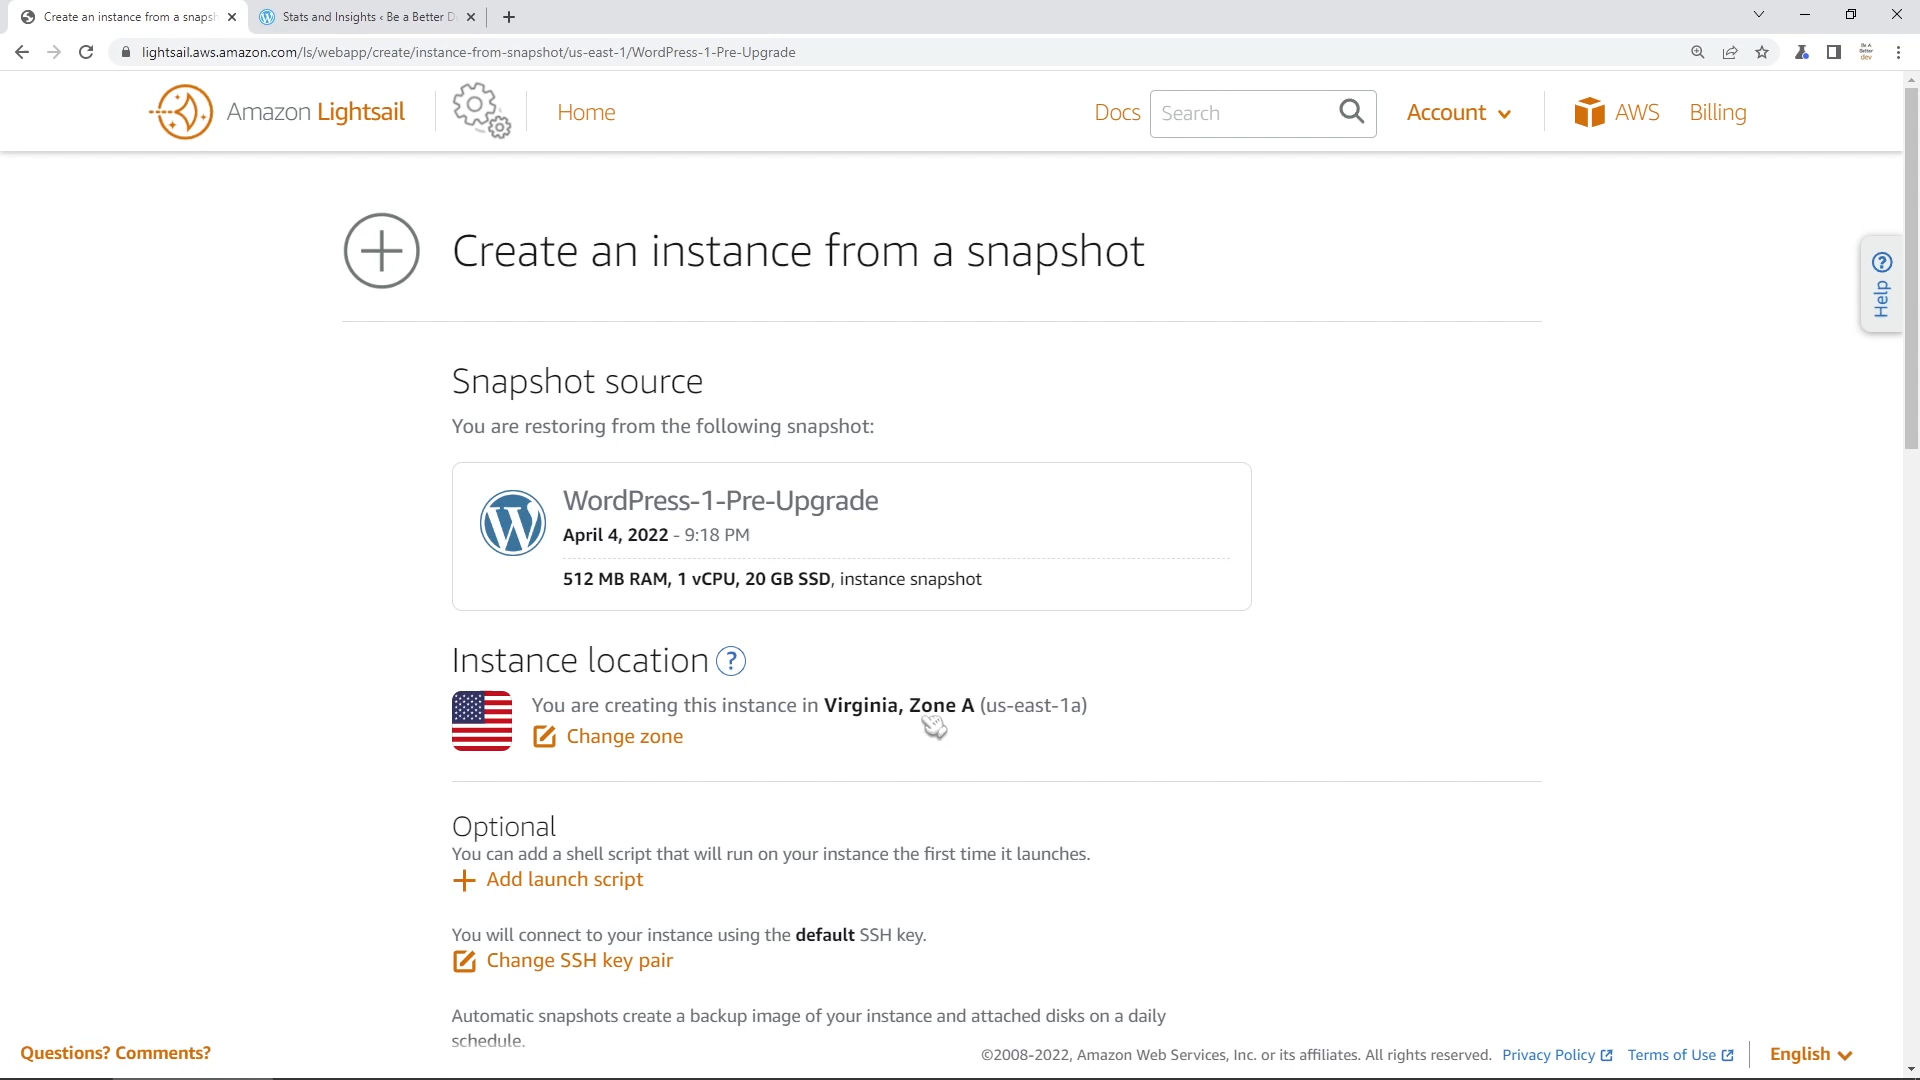 Create an instance from a snapsh
Stats and Insights ‹ Be a Better D
lightsail.aws.amazon.com/ls/webapp/create/instance-from-snapshot/us-east-1/WordPress-1-Pre-Upgrade
Be A
Better
dev
Amazon Lightsail
Home
Docs
Search
Account
AWS
Billing
Create an instance from a snapshot
Help
Snapshot source
You are restoring from the following snapshot:
WordPress-1-Pre-Upgrade
April 4, 2022 - 9:18 PM
512 MB RAM, 1 vCPU, 20 GB SSD, instance snapshot
Instance location ?
You are creating this instance in Virginia, Zone A (us-east-1a)
Change zone
Optional
You can add a shell script that will run on your instance the first time it launches.
Add launch script
You will connect to your instance using the default SSH key.
Change SSH key pair
Automatic snapshots create a backup image of your instance and attached disks on a daily
schedule.
Questions? Comments?
©2008-2022, Amazon Web Services, Inc. or its affiliates. All rights reserved.
Privacy Policy
Terms of Use
English